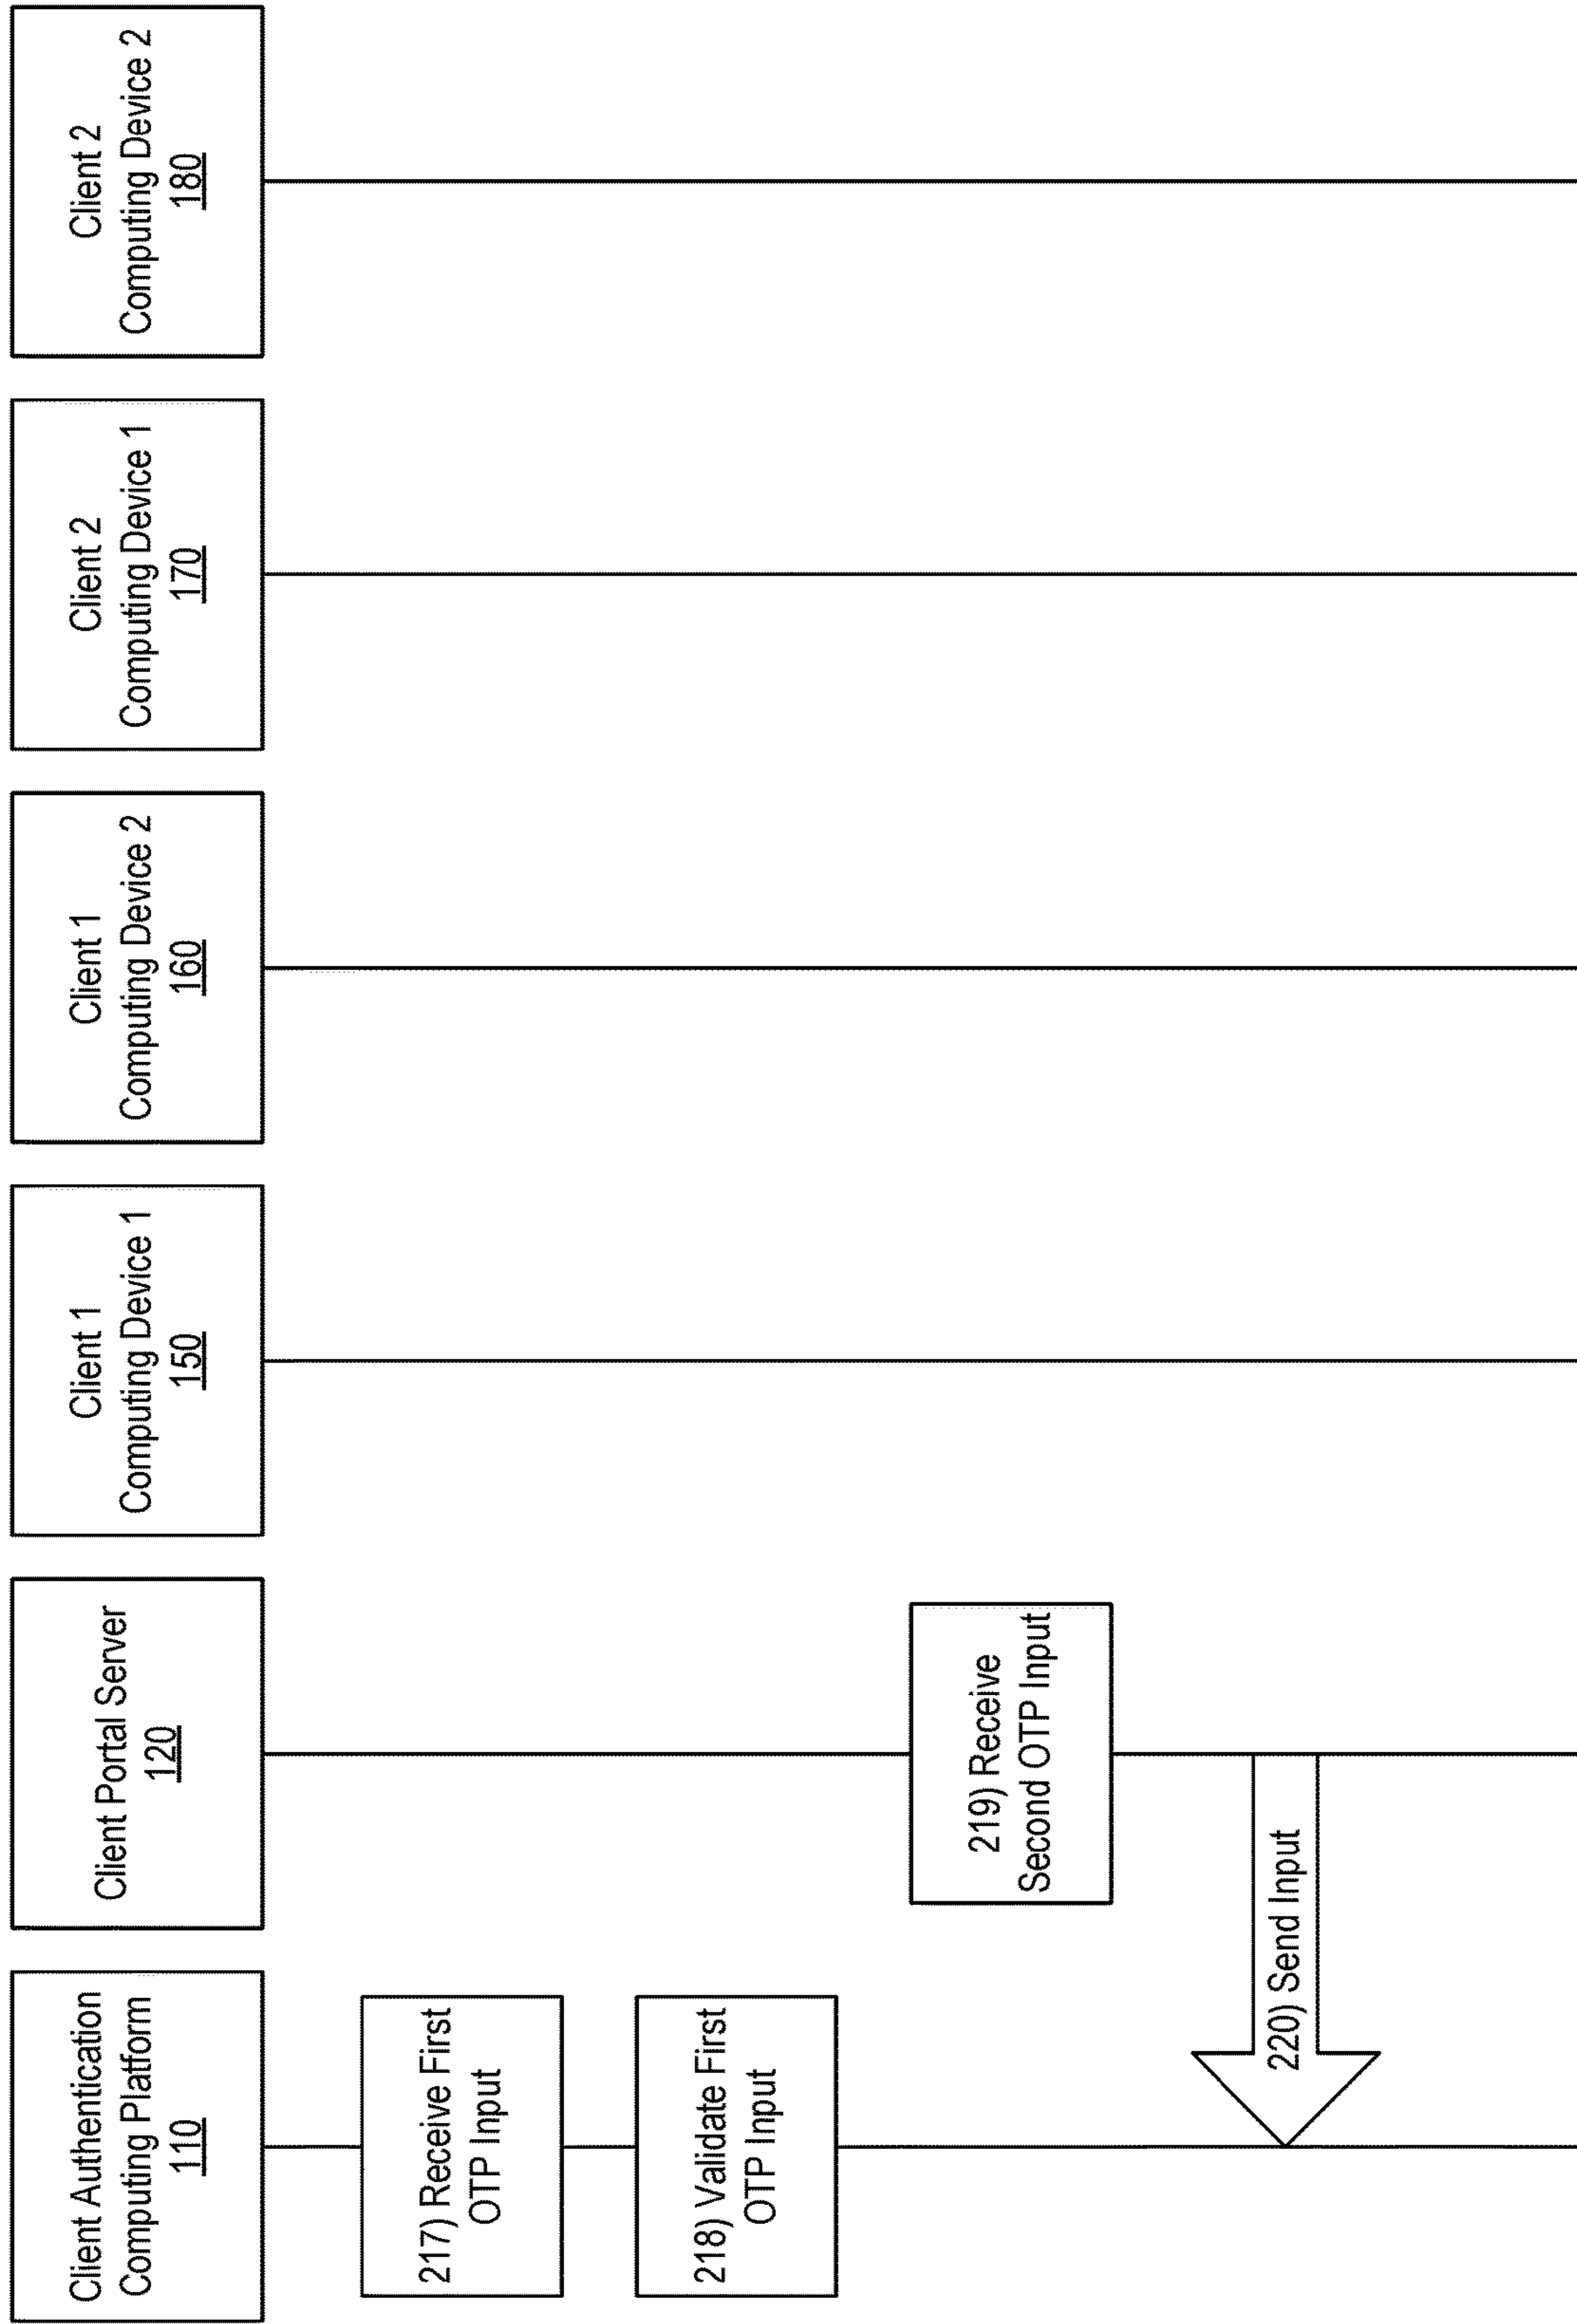 Client Authentication
Computing Platform
110
Client Portal Server
120
Client 1
Computing Device 1
150
Client 1
Computing Device 2
160
Client 2
Computing Device 1
170
Client 2
Computing Device 2
180
217) Receive First
OTP Input
218) Validate First
OTP Input
219) Receive
Second OTP Input
220) Send Input